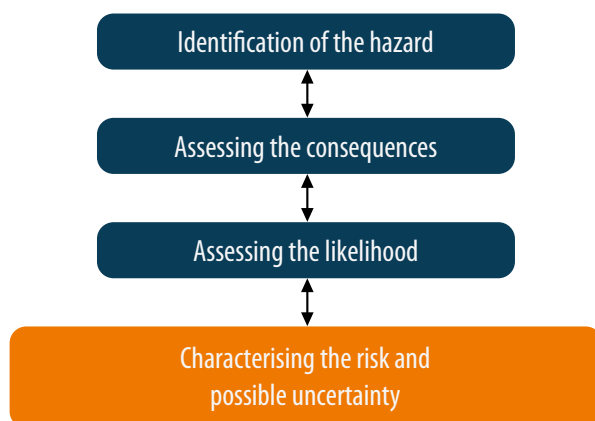 Identification of the hazard
Assessing the consequences
Assessing the likelihood
Characterising the risk and
possible uncertainty